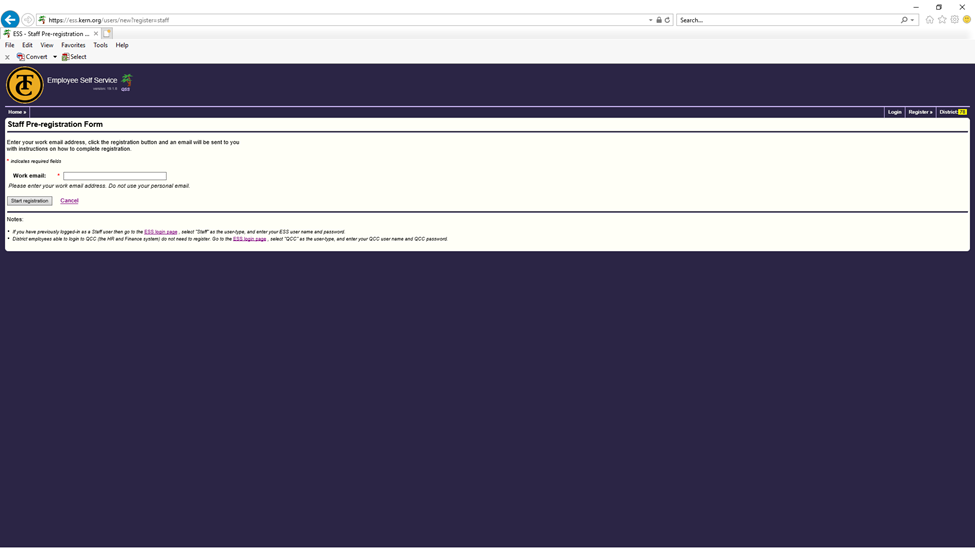 https://ess.kern.org/users/new?register=staff
Search...
ESS - Staff Pre-registration ...
File Edit View Favorites Tools Help
x Convert Select
TC
Employee Self Service
version: 19.1.8 QSS
Home » Login Register » District:78
Staff Pre-registration Form
Enter your work email address, click the registration button and an email will be sent to you
with instructions on how to complete registration.
* indicates required fields
Work email: *
Please enter your work email address. Do not use your personal email.
Start registration Cancel
Notes:
• If you have previously logged-in as a Staff user then go to the ESS login page , select "Staff" as the user-type, and enter your ESS user name and password.
• District employees able to login to QCC (the HR and Finance system) do not need to register. Go to the ESS login page , select "QCC" as the user-type, and enter your QCC user name and QCC password.